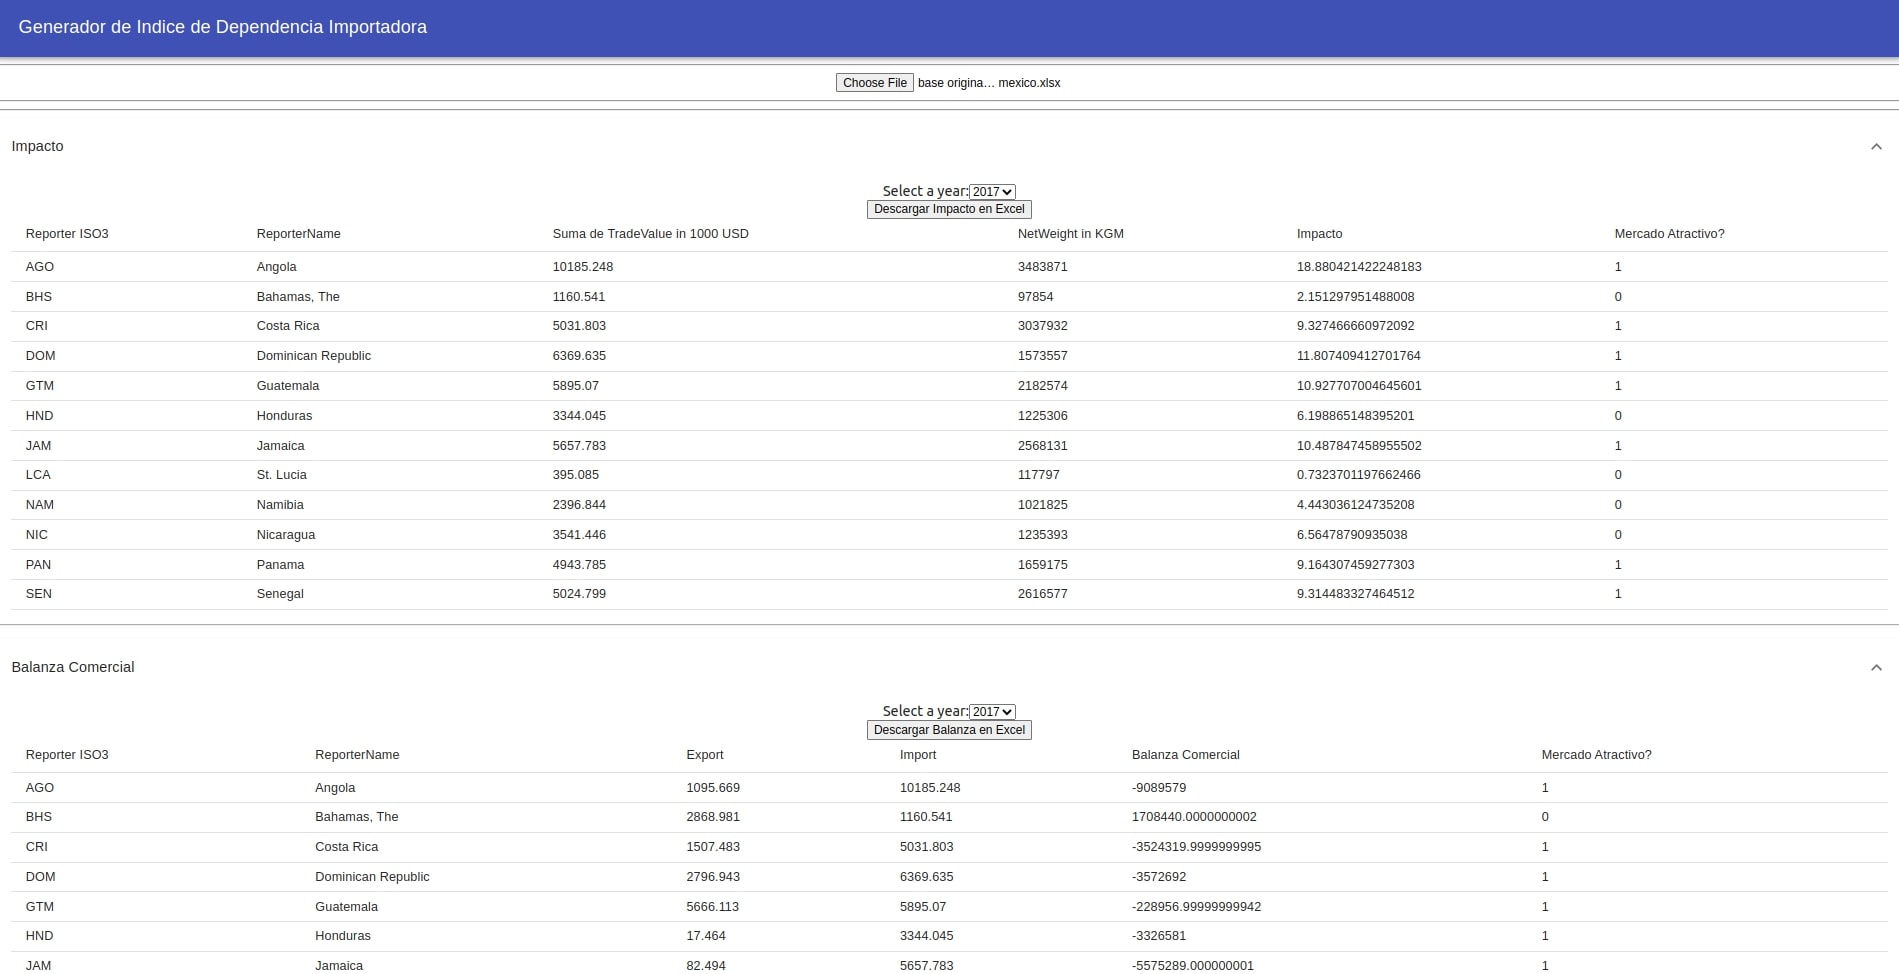 Generador de Indice de Dependencia Importadora
Choose File base origina… mexico.xlsx
Impacto
Select a year: 2017
Descargar Impacto en Excel
Reporter ISO3 ReporterName Suma de TradeValue in 1000 USD NetWeight in KGM Impacto Mercado Atractivo?
AGO Angola 10185.248 3483871 18.880421422248183 1
BHS Bahamas, The 1160.541 97854 2.151297951488008 0
CRI Costa Rica 5031.803 3037932 9.327466660972092 1
DOM Dominican Republic 6369.635 1573557 11.807409412701764 1
GTM Guatemala 5895.07 2182574 10.927707004645601 1
HND Honduras 3344.045 1225306 6.198865148395201 0
JAM Jamaica 5657.783 2568131 10.487847458955502 1
LCA St. Lucia 395.085 117797 0.7323701197662466 0
NAM Namibia 2396.844 1021825 4.443036124735208 0
NIC Nicaragua 3541.446 1235393 6.56478790935038 0
PAN Panama 4943.785 1659175 9.164307459277303 1
SEN Senegal 5024.799 2616577 9.314483327464512 1
Balanza Comercial
Select a year: 2017
Descargar Balanza en Excel
Reporter ISO3 ReporterName Export Import Balanza Comercial Mercado Atractivo?
AGO Angola 1095.669 10185.248 -9089579 1
BHS Bahamas, The 2868.981 1160.541 1708440.0000000002 0
CRI Costa Rica 1507.483 5031.803 -3524319.9999999995 1
DOM Dominican Republic 2796.943 6369.635 -3572692 1
GTM Guatemala 5666.113 5895.07 -228956.99999999942 1
HND Honduras 17.464 3344.045 -3326581 1
JAM Jamaica 82.494 5657.783 -5575289.000000001 1